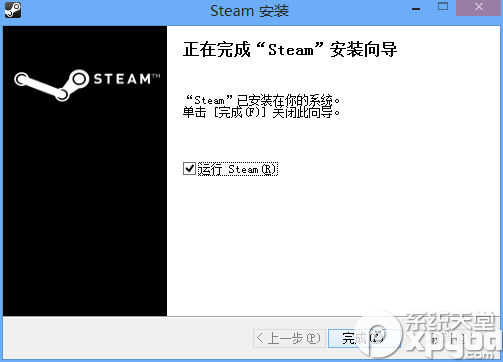 Steam 安装
正在完成“Steam”安装向导
STEAM™
“Steam”已安装在你的系统。
单击 [完成(F)] 关闭此向导。
运行 Steam(R)
< 上一步(P)
完成(F)
系统天堂